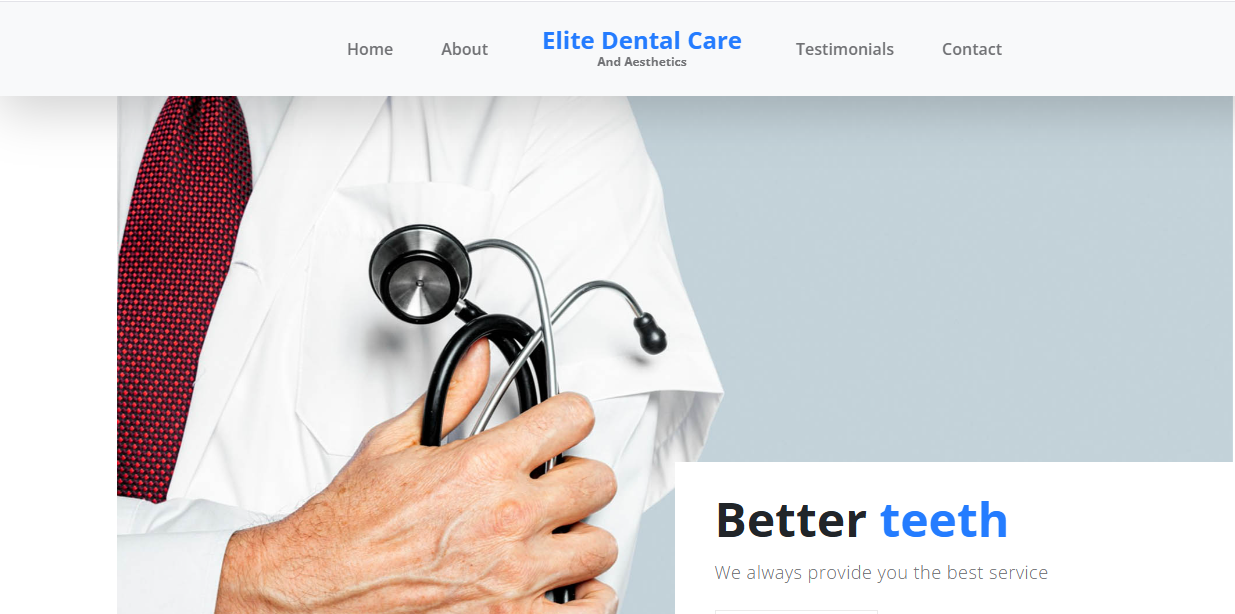 Home
About
Elite Dental Care
And Aesthetics
Testimonials
Contact
Better teeth
We always provide you the best service